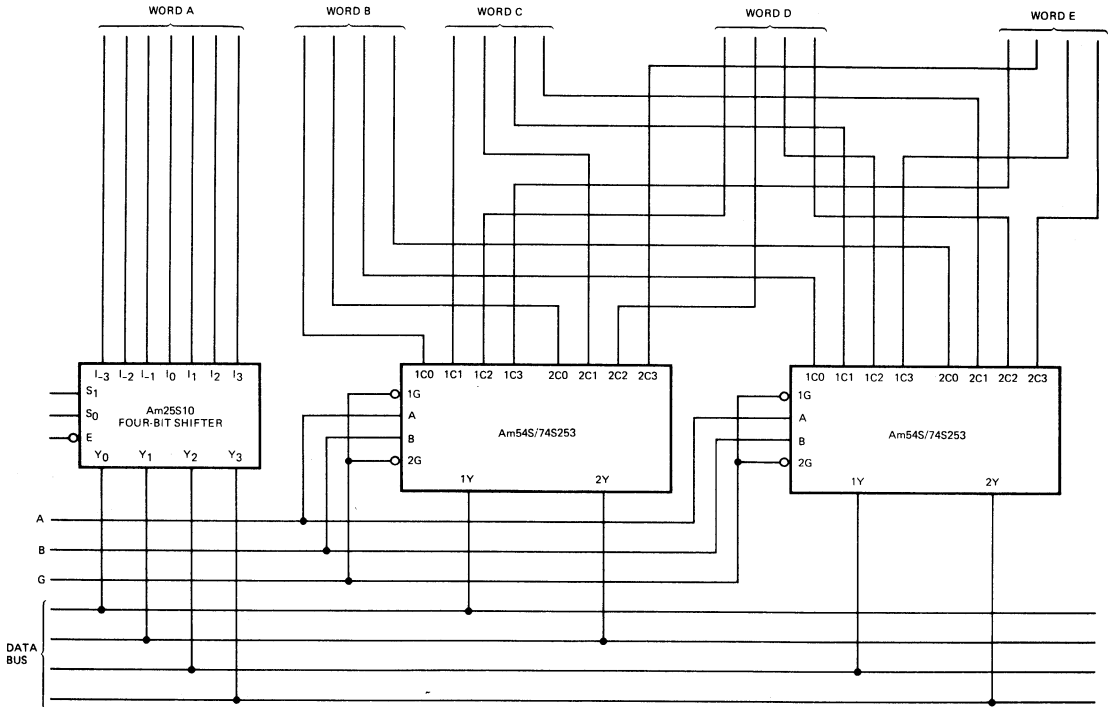 WORD A WORD B WORD C WORD D WORD E
I-3 I-2 I-1 I0 I1 I2 I3
S1
S0
E
Am25S10
FOUR-BIT SHIFTER
Y0 Y1 Y2 Y3
1C0 1C1 1C2 1C3 2C0 2C1 2C2 2C3
1G
A
B
2G
Am54S/74S253
1Y 2Y
1C0 1C1 1C2 1C3 2C0 2C1 2C2 2C3
1G
A
B
2G
Am54S/74S253
1Y 2Y
A
B
G
DATA
BUS